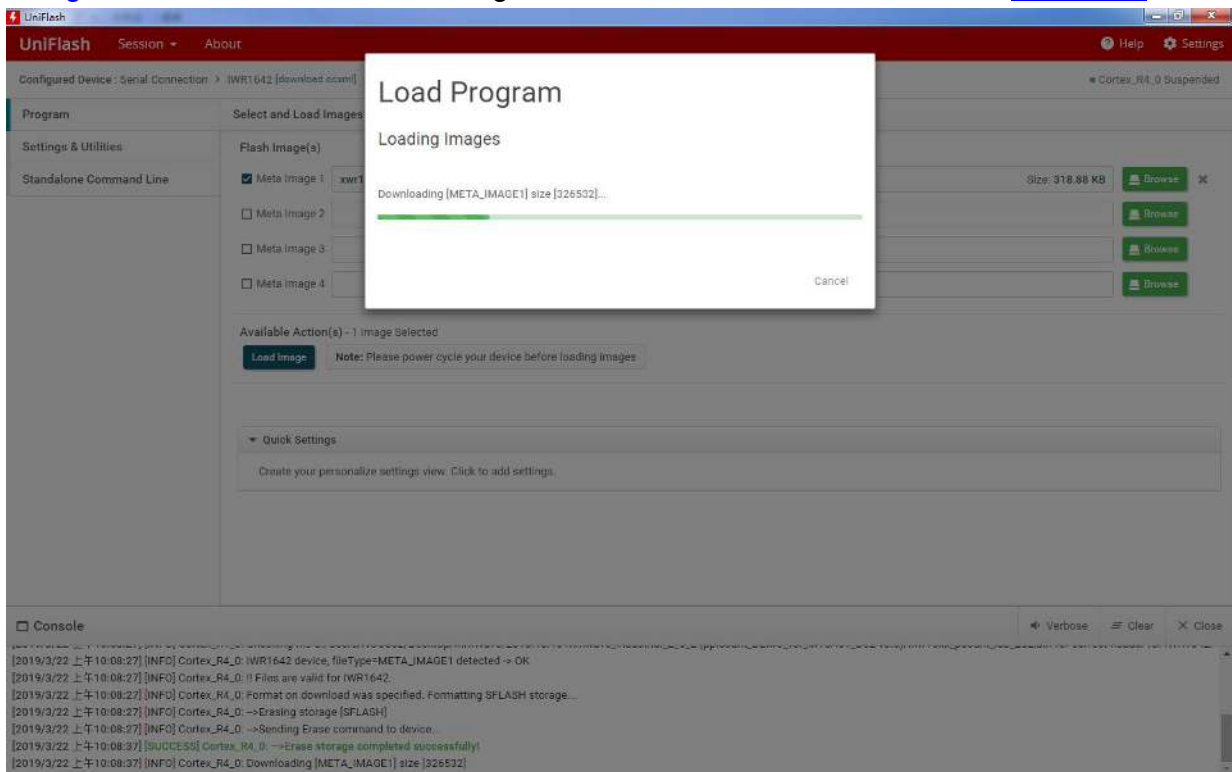 UniFlash
UniFlash Session About Help Settings
Configured Device : Serial Connection > IWR1642 [download ccxml] Cortex_R4_0 Suspended
Program
Settings & Utilities
Standalone Command Line
Select and Load Images
Flash Image(s)
Meta Image 1 xwr1 Size: 318.88 KB Browse
Meta Image 2 Browse
Meta Image 3 Browse
Meta Image 4 Browse
Load Program
Loading Images
Downloading [META_IMAGE1] size [326532]...
Cancel
Available Action(s) - 1 Image Selected
Load Image Note: Please power cycle your device before loading images
Quick Settings
Create your personalize settings view. Click to add settings.
Console Verbose Clear Close
[2019/3/22 上午10:08:27] [INFO] Cortex_R4_0: IWR1642 device, fileType=META_IMAGE1 detected -> OK
[2019/3/22 上午10:08:27] [INFO] Cortex_R4_0: !! Files are valid for IWR1642.
[2019/3/22 上午10:08:27] [INFO] Cortex_R4_0: Format on download was specified. Formatting SFLASH storage...
[2019/3/22 上午10:08:27] [INFO] Cortex_R4_0: -->Erasing storage [SFLASH]
[2019/3/22 上午10:08:27] [INFO] Cortex_R4_0: -->Sending Erase command to device...
[2019/3/22 上午10:08:37] [SUCCESS] Cortex_R4_0: -->Erase storage completed successfully!
[2019/3/22 上午10:08:37] [INFO] Cortex_R4_0: Downloading [META_IMAGE1] size [326532]